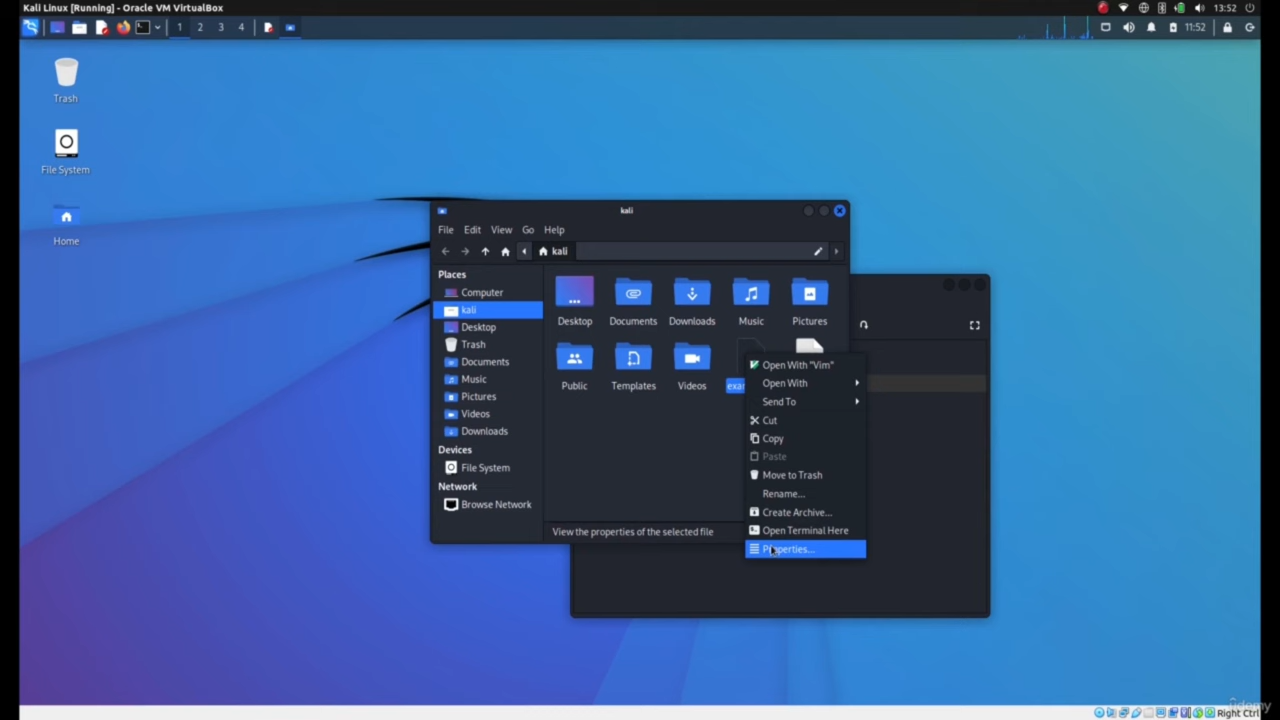 Kali Linux [Running] - Oracle VM VirtualBox
13:52
1 2 3 4
11:52
Trash
File System
Home
kali
File Edit View Go Help
kali
Places
Computer
kali
Desktop
Trash
Documents
Music
Pictures
Videos
Downloads
Devices
File System
Network
Browse Network
Desktop Documents Downloads Music Pictures
Public Templates Videos exa
View the properties of the selected file
Open With "Vim"
Open With
Send To
Cut
Copy
Paste
Move to Trash
Rename...
Create Archive...
Open Terminal Here
Properties...
Right Ctrl
udemy